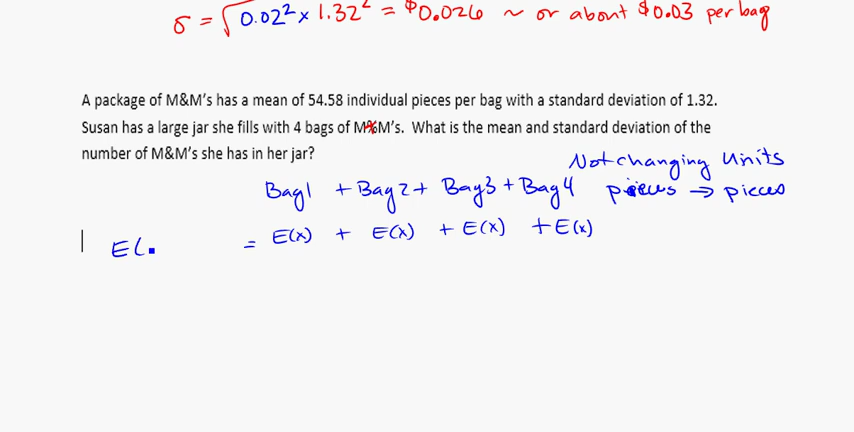 σ = √0.02² x 1.32² = $0.026 ~ or about $0.03 per bag
A package of M&M's has a mean of 54.58 individual pieces per bag with a standard deviation of 1.32.
Susan has a large jar she fills with 4 bags of M&M's. What is the mean and standard deviation of the
number of M&M's she has in her jar?
Not changing units
Bag1 + Bag2 + Bag3 + Bag4 pieces → pieces
E( = E(x) + E(x) + E(x) + E(x)